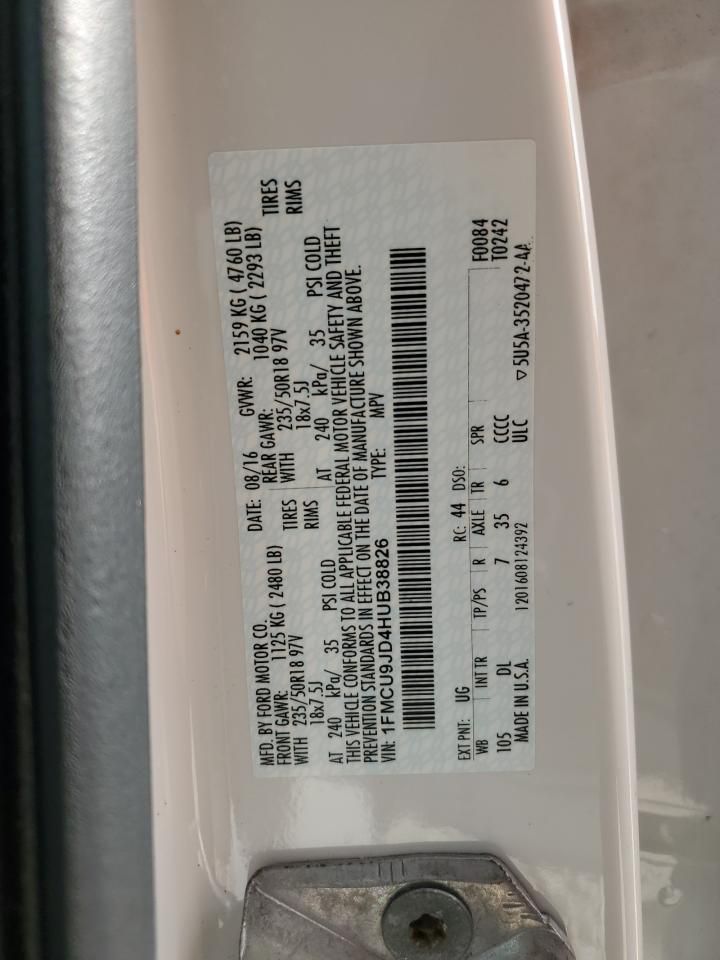 MFD. BY FORD MOTOR CO.
DATE: 08/16 GVWR: 2159 KG ( 4760 LB)
FRONT GAWR: 1125 KG ( 2480 LB) REAR GAWR: 1040 KG ( 2293 LB)
WITH 235/50R18 97V TIRES WITH 235/50R18 97V TIRES
18x7.5J RIMS 18x7.5J RIMS
AT 240 kPa/ 35 PSI COLD AT 240 kPa/ 35 PSI COLD
THIS VEHICLE CONFORMS TO ALL APPLICABLE FEDERAL MOTOR VEHICLE SAFETY AND THEFT
PREVENTION STANDARDS IN EFFECT ON THE DATE OF MANUFACTURE SHOWN ABOVE.
VIN: 1FMCU9JD4HUB38826 TYPE: MPV
EXT PNT: UG RC: 44 DSO: F0084
WB INT TR TP/PS R AXLE TR SPR T0242
105 DL 7 35 6 CCCC
MADE IN U.S.A. 1201608124392 ULC ▽5U5A-3520472-AA